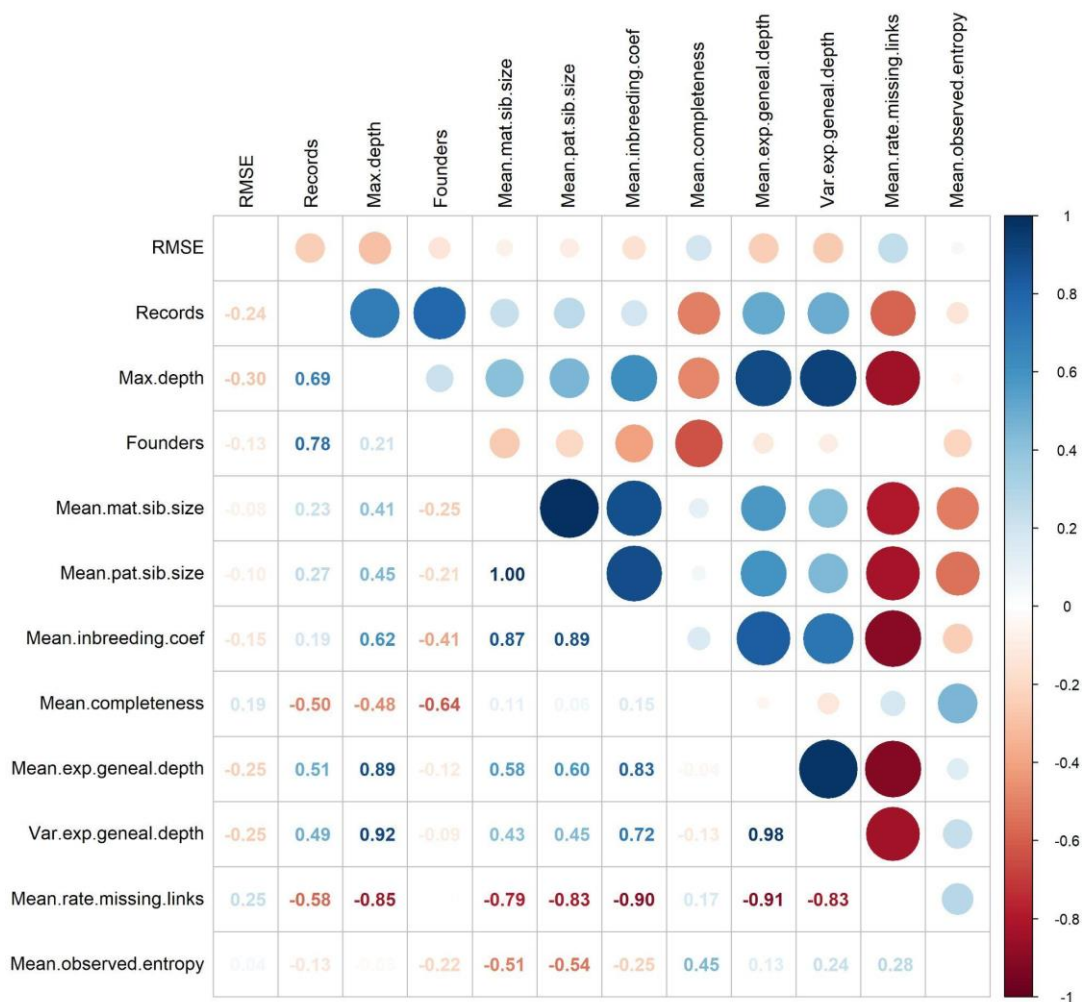 RMSE Records Max.depth Founders Mean.mat.sib.size Mean.pat.sib.size Mean.inbreeding.coef Mean.completeness Mean.exp.geneal.depth Var.exp.geneal.depth Mean.rate.missing.links Mean.observed.entropy
RMSE
Records -0.24
Max.depth -0.30 0.69
Founders -0.13 0.78 0.21
Mean.mat.sib.size -0.08 0.23 0.41 -0.25
Mean.pat.sib.size -0.10 0.27 0.45 -0.21 1.00
Mean.inbreeding.coef -0.15 0.19 0.62 -0.41 0.87 0.89
Mean.completeness 0.19 -0.50 -0.48 -0.64 0.11 0.06 0.15
Mean.exp.geneal.depth -0.25 0.51 0.89 -0.12 0.58 0.60 0.83 -0.04
Var.exp.geneal.depth -0.25 0.49 0.92 -0.09 0.43 0.45 0.72 -0.13 0.98
Mean.rate.missing.links 0.25 -0.58 -0.85 -0.79 -0.83 -0.90 0.17 -0.91 -0.83
Mean.observed.entropy 0.04 -0.13 -0.03 -0.22 -0.51 -0.54 -0.25 0.45 0.13 0.24 0.28
1
0.8
0.6
0.4
0.2
0
-0.2
-0.4
-0.6
-0.8
-1